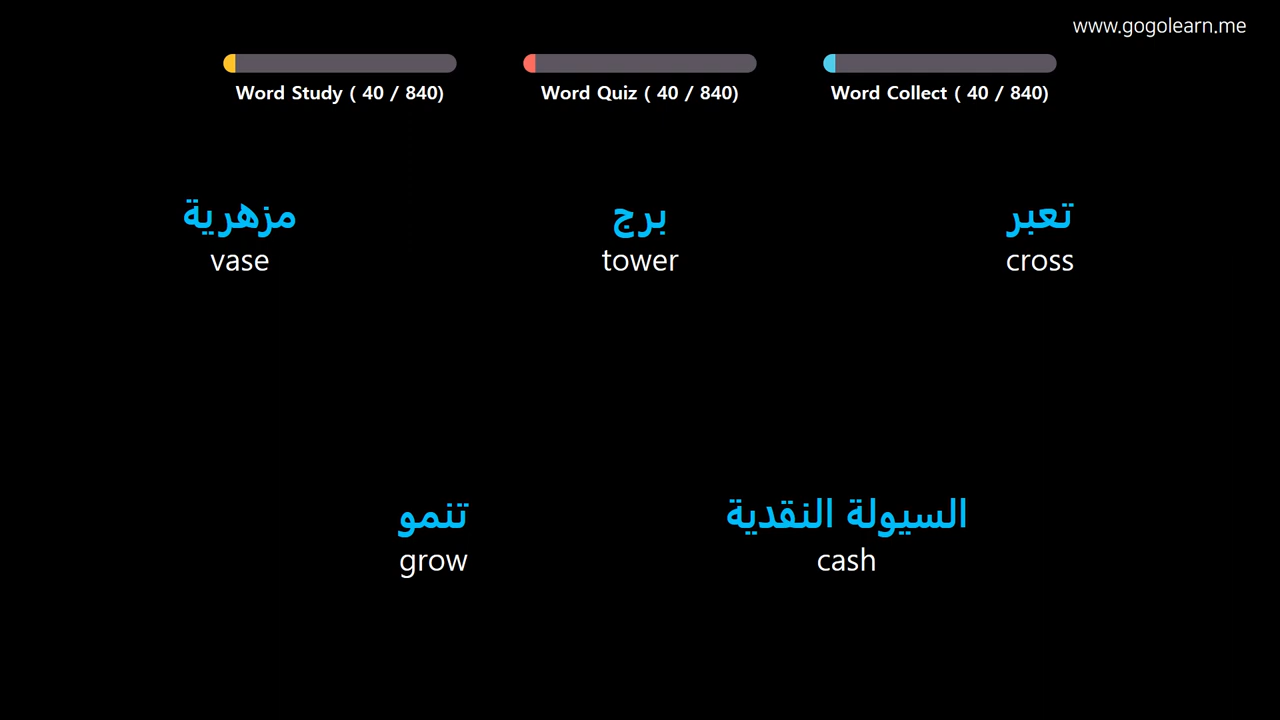 www.gogolearn.me
Word Study ( 40 / 840)
Word Quiz ( 40 / 840)
Word Collect ( 40 / 840)
مزهرية
vase
برج
tower
تعبر
cross
تنمو
grow
السيولة النقدية
cash